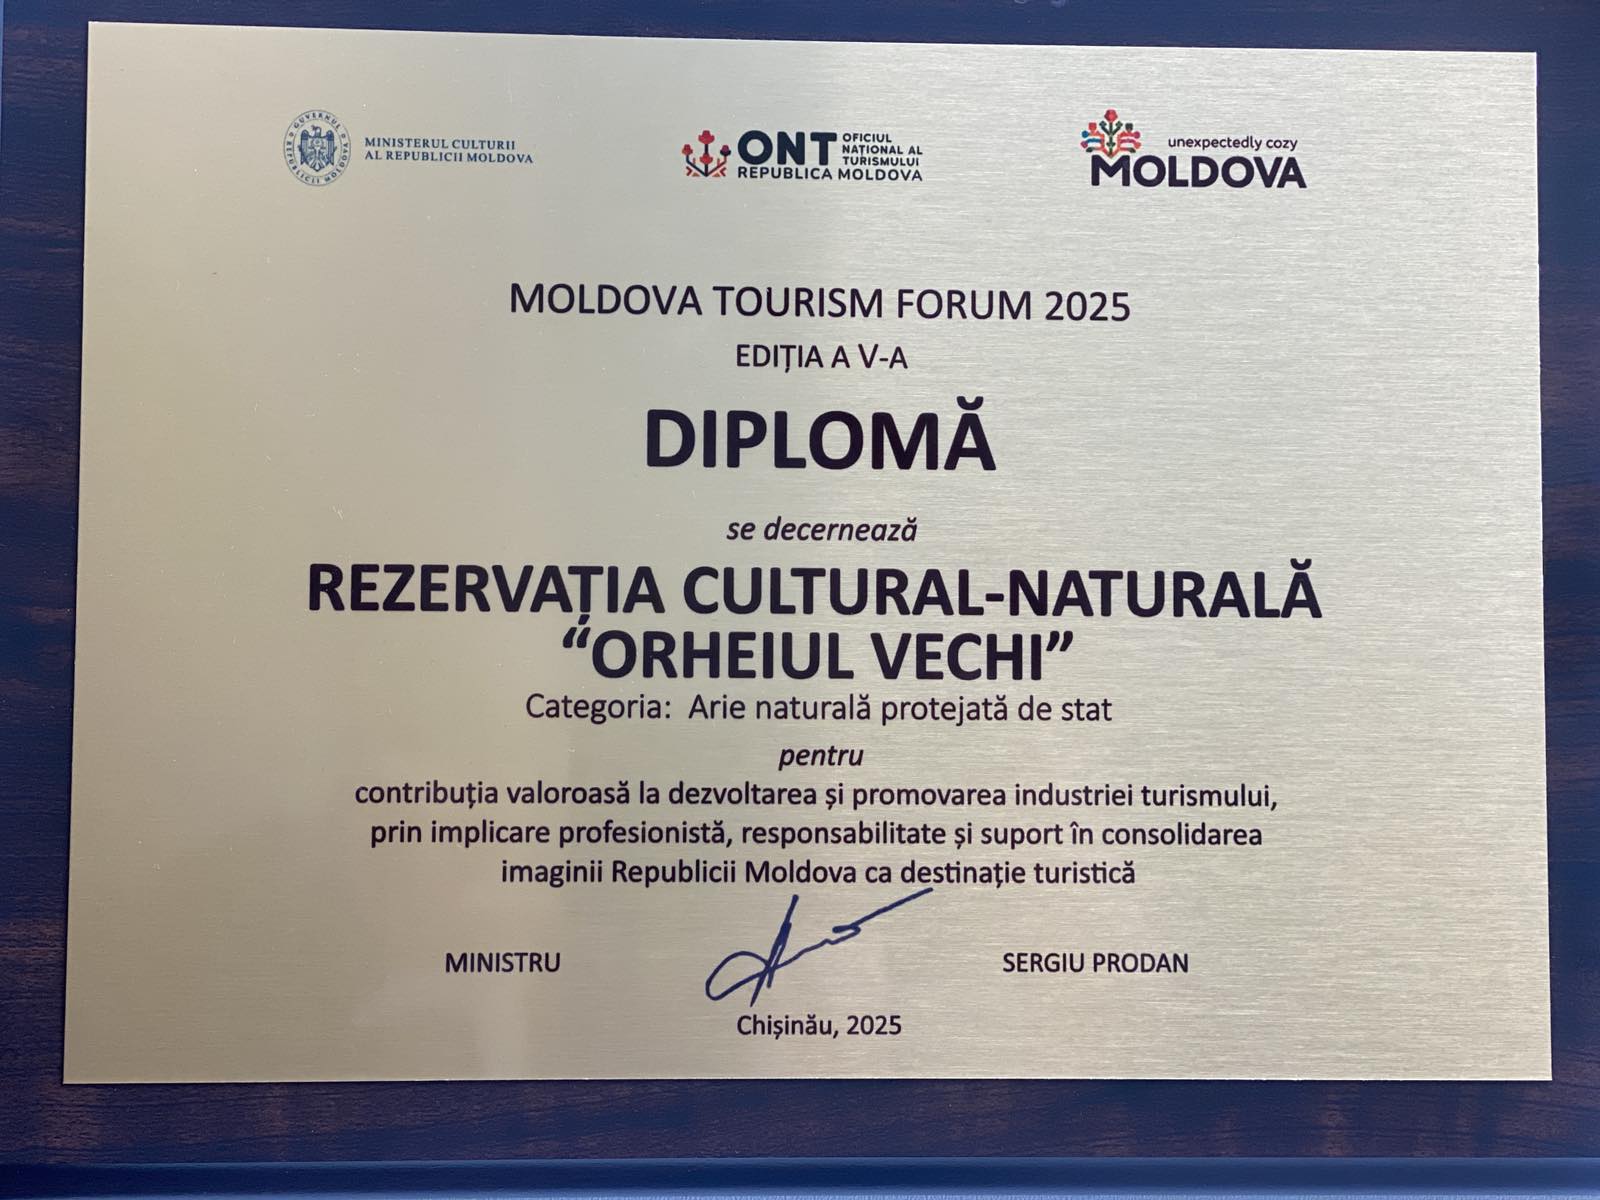 GUVERNUL REPUBLICII MOLDOVA
MINISTERUL CULTURII
AL REPUBLICII MOLDOVA
ONT
OFICIUL
NAȚIONAL AL
TURISMULUI
REPUBLICA MOLDOVA
unexpectedly cozy
MOLDOVA
MOLDOVA TOURISM FORUM 2025
EDIȚIA A V-A
DIPLOMĂ
se decernează
REZERVAȚIA CULTURAL-NATURALĂ
“ORHEIUL VECHI”
Categoria: Arie naturală protejată de stat
pentru
contribuția valoroasă la dezvoltarea și promovarea industriei turismului,
prin implicare profesionistă, responsabilitate și suport în consolidarea
imaginii Republicii Moldova ca destinație turistică
MINISTRU
SERGIU PRODAN
Chișinău, 2025